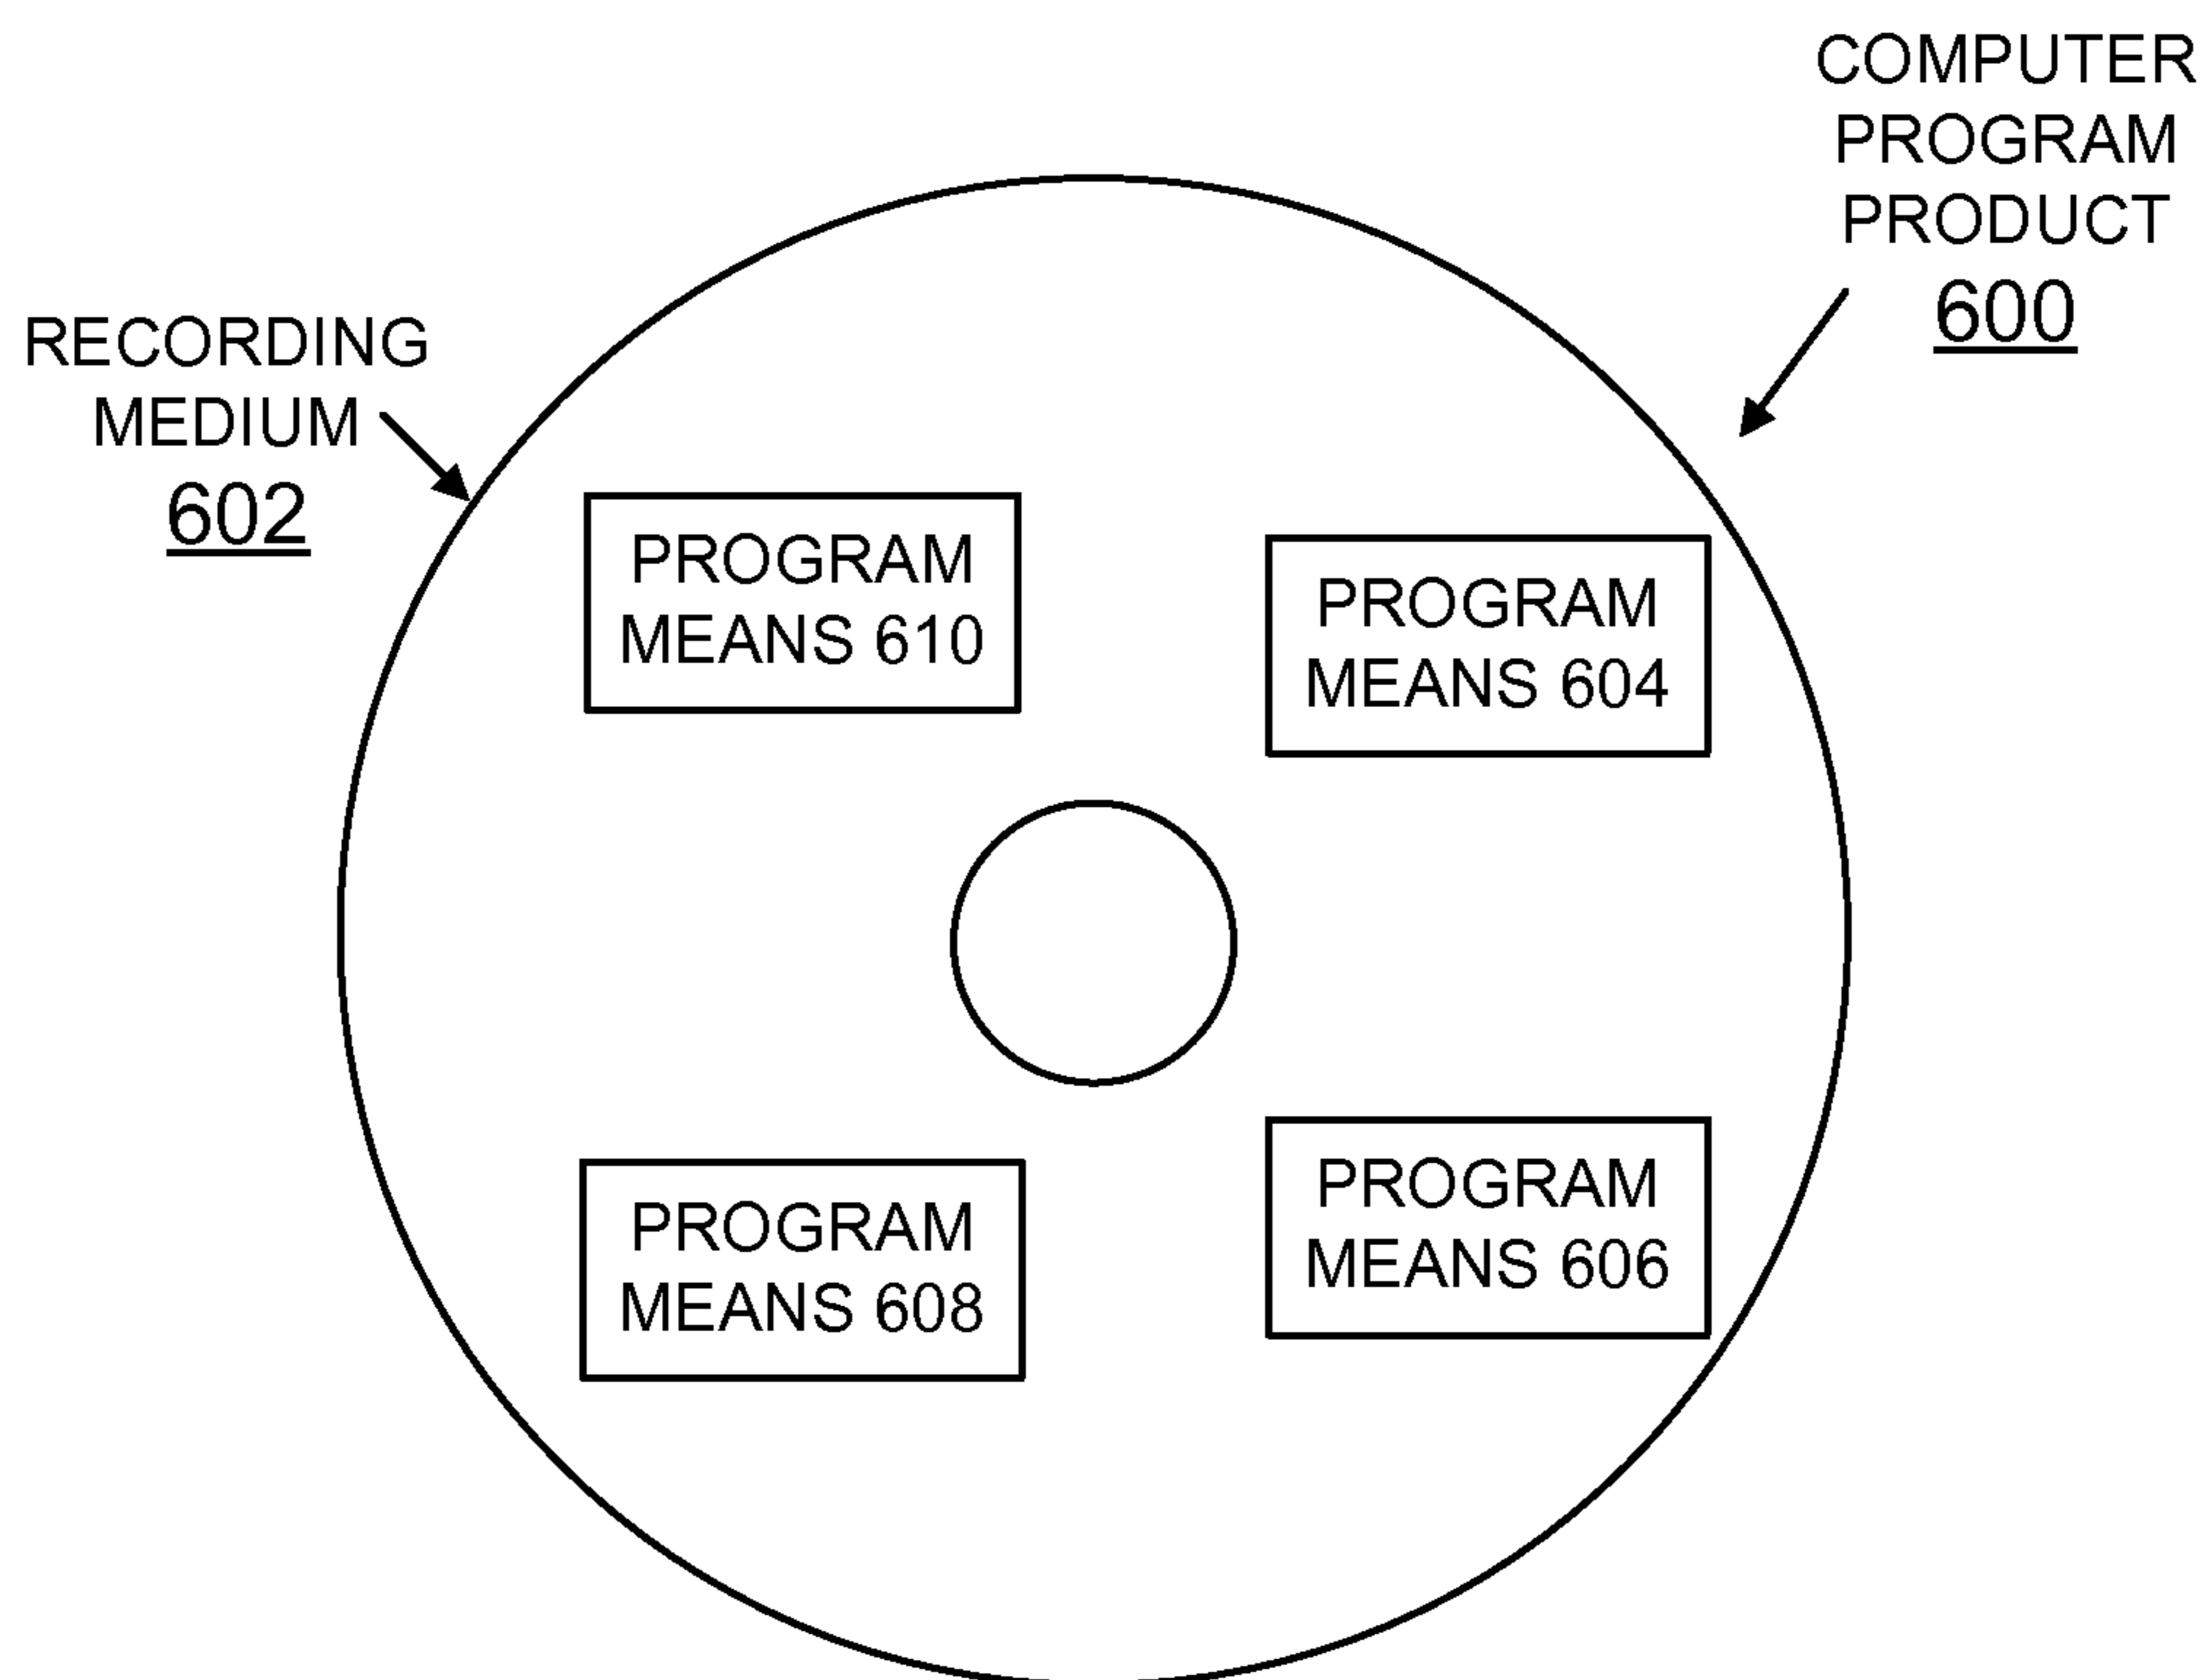 COMPUTER
PROGRAM
PRODUCT
600
RECORDING
MEDIUM
602
PROGRAM
MEANS 610
PROGRAM
MEANS 604
PROGRAM
MEANS 608
PROGRAM
MEANS 606